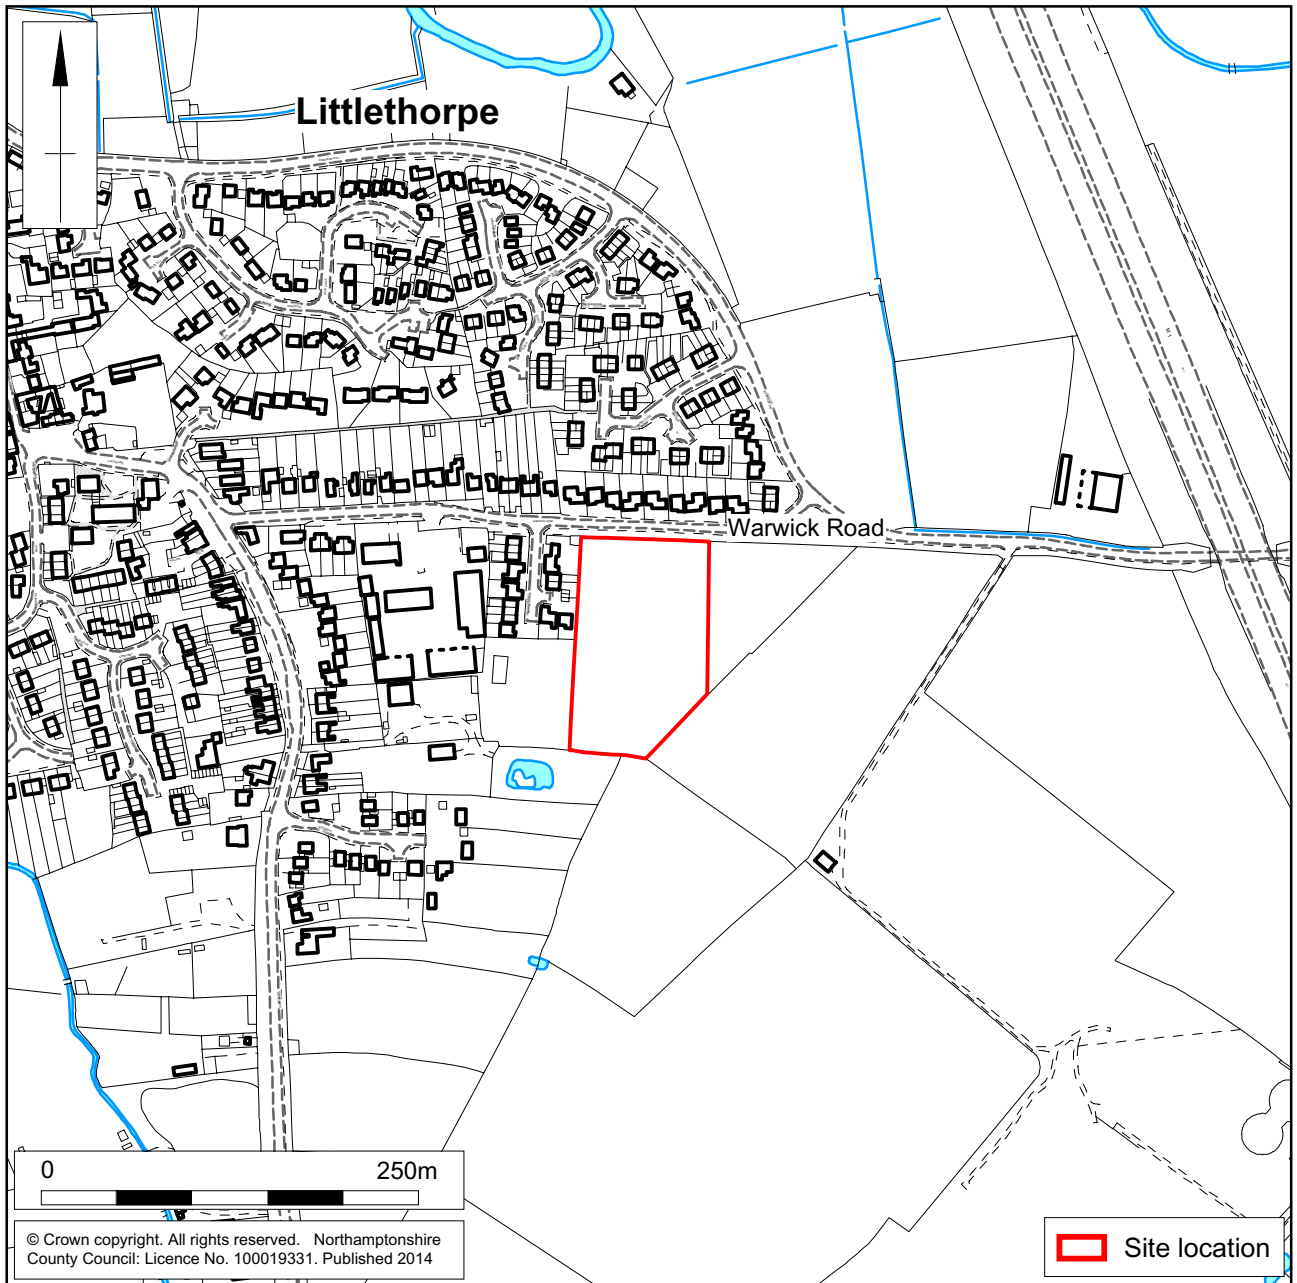 Littlethorpe
Warwick Road
0 250m
© Crown copyright. All rights reserved. Northamptonshire
County Council: Licence No. 100019331. Published 2014
Site location